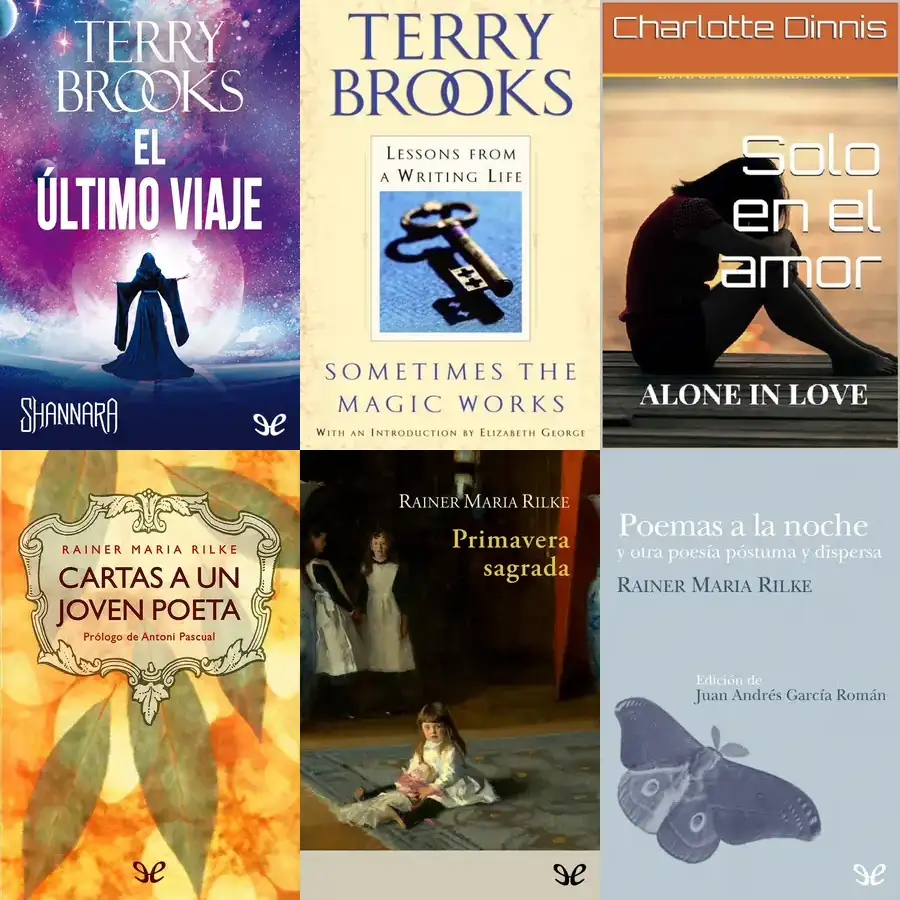 TERRY
BROOKS
EL
ÚLTIMO VIAJE
SHANNARA
TERRY
BROOKS
LESSONS FROM
A WRITING LIFE
SOMETIMES THE
MAGIC WORKS
WITH AN INTRODUCTION BY ELIZABETH GEORGE
Charlotte Dinnis
Solo
en el
amor
ALONE IN LOVE
RAINER MARIA RILKE
CARTAS A UN
JOVEN POETA
Prólogo de Antoni Pascual
RAINER MARIA RILKE
Primavera
sagrada
Poemas a la noche
y otra poesía póstuma y dispersa
RAINER MARIA RILKE
Edición de
Juan Andrés García Román